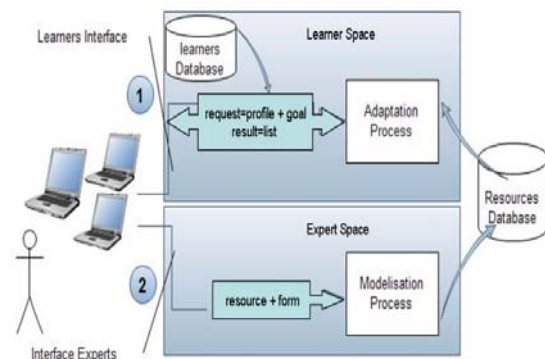 Learners Interface
learners
Database
Learner Space
1
request=profile + goal
result=list
Adaptation
Process
Resources
Database
Expert Space
2
resource + form
Modelisation
Process
Interface Experts